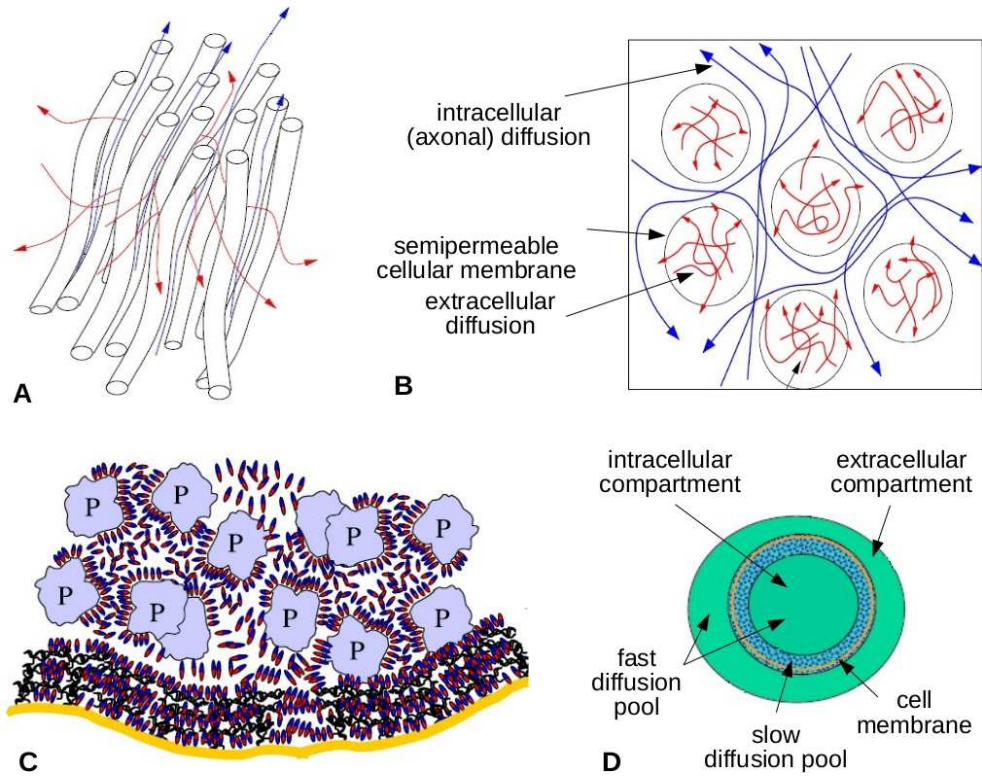 A
intracellular
(axonal) diffusion
semipermeable
cellular membrane
extracellular
diffusion
B
P
P
P
P
P
P
P
P
P
P
C
intracellular
compartment
extracellular
compartment
fast
diffusion
pool
slow
diffusion pool
cell
membrane
D